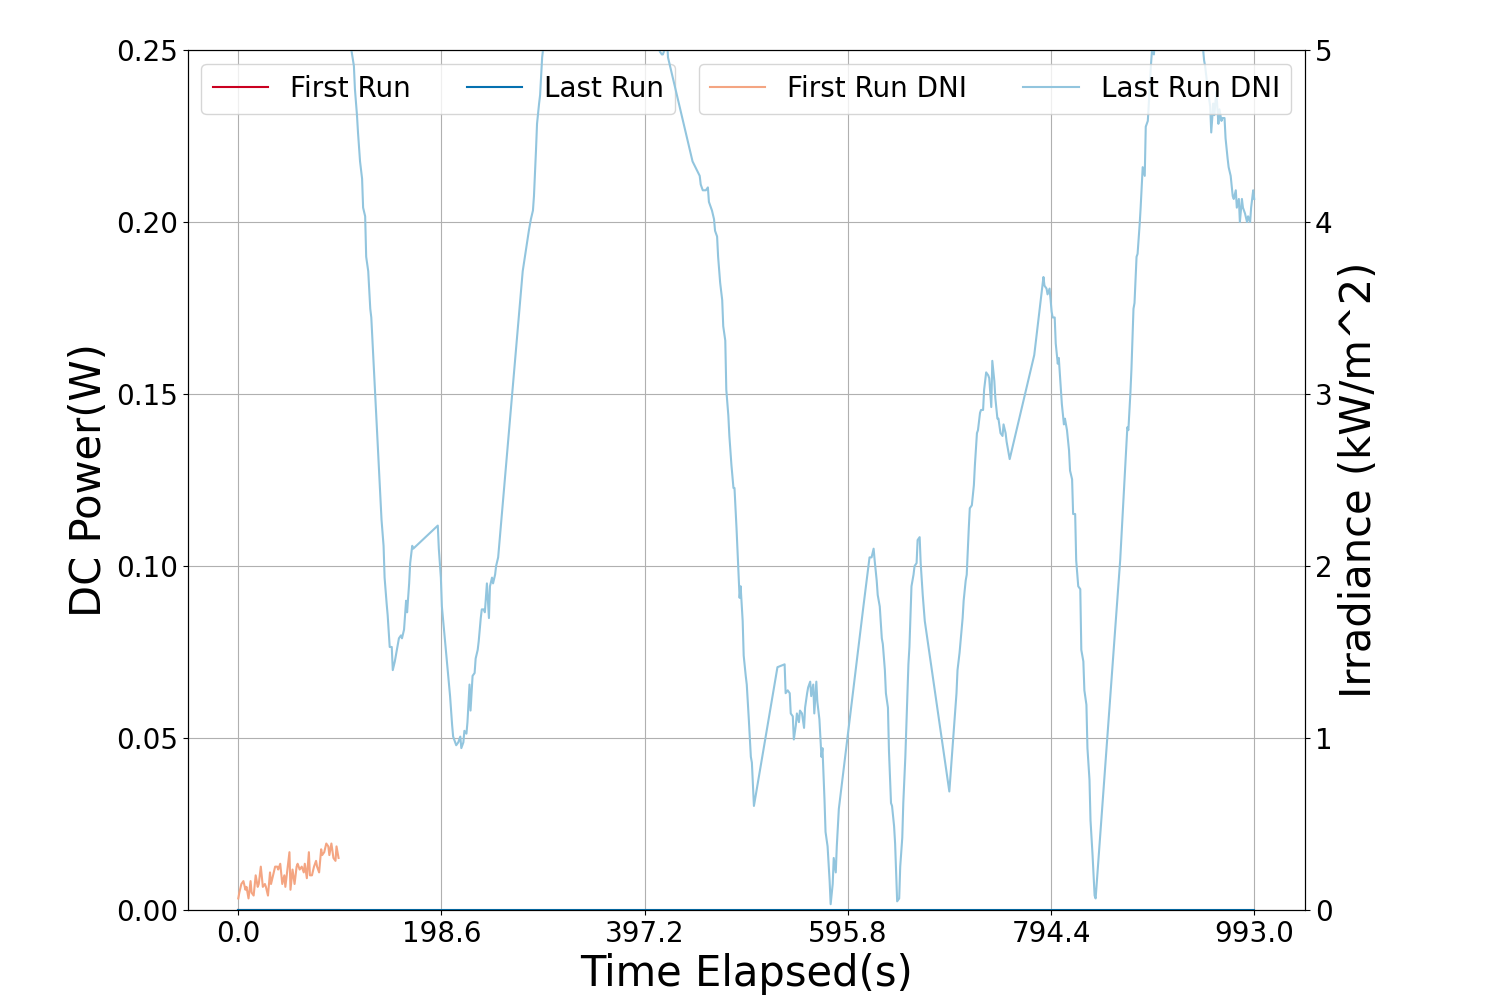 First Run
Last Run
First Run DNI
Last Run DNI
0.25
0.20
0.15
0.10
0.05
0.00
DC Power(W)
5
4
3
2
1
0
Irradiance (kW/m^2)
0.0 198.6 397.2 595.8 794.4 993.0
Time Elapsed(s)